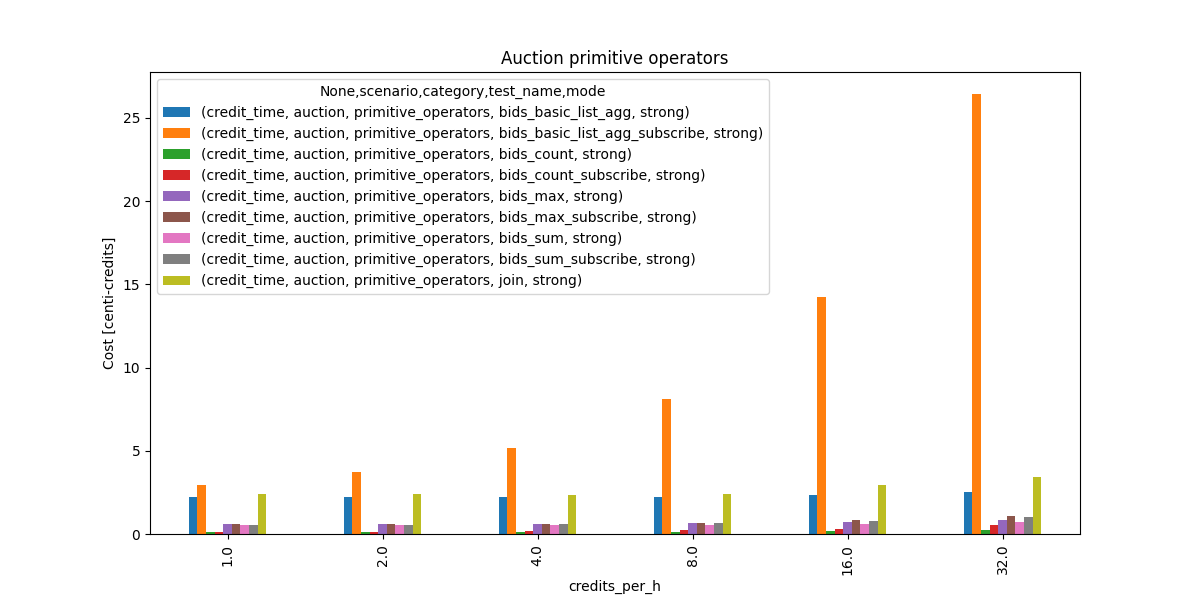 Auction primitive operators
None,scenario,category,test_name,mode
(credit_time, auction, primitive_operators, bids_basic_list_agg, strong)
(credit_time, auction, primitive_operators, bids_basic_list_agg_subscribe, strong)
(credit_time, auction, primitive_operators, bids_count, strong)
(credit_time, auction, primitive_operators, bids_count_subscribe, strong)
(credit_time, auction, primitive_operators, bids_max, strong)
(credit_time, auction, primitive_operators, bids_max_subscribe, strong)
(credit_time, auction, primitive_operators, bids_sum, strong)
(credit_time, auction, primitive_operators, bids_sum_subscribe, strong)
(credit_time, auction, primitive_operators, join, strong)
Cost [centi-credits]
25
20
15
10
5
0
1.0
2.0
4.0
8.0
16.0
32.0
credits_per_h